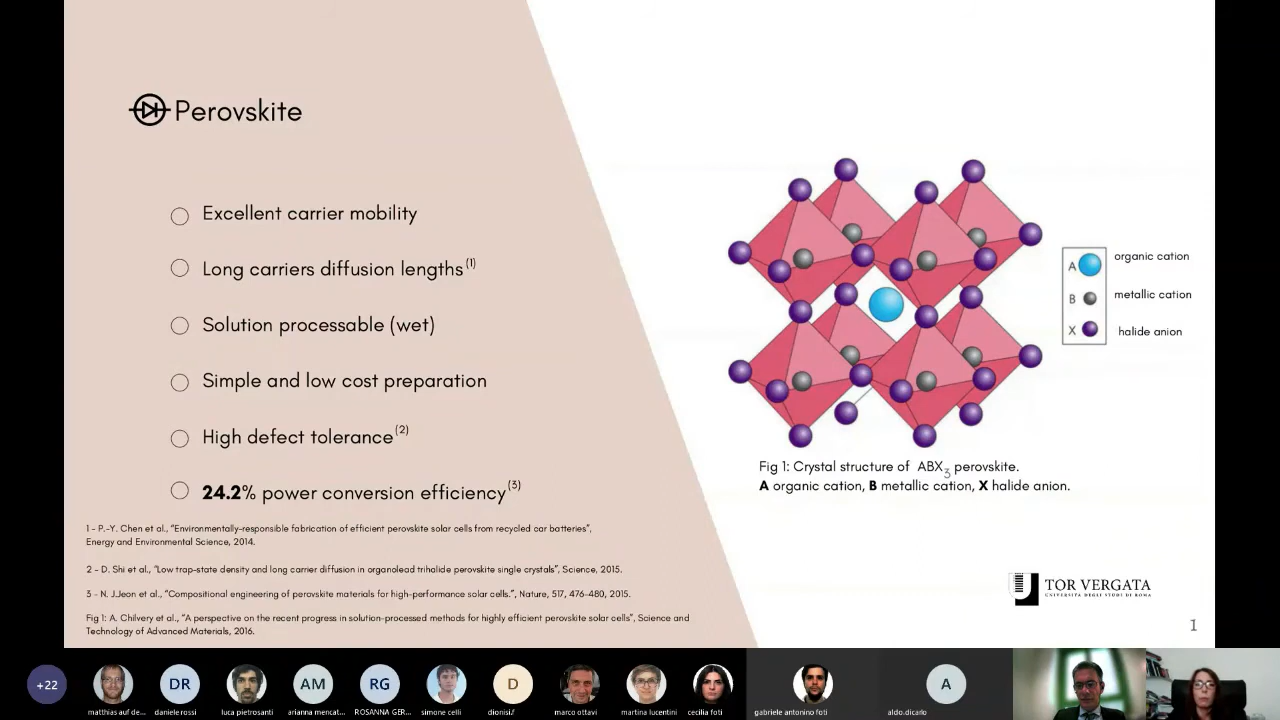 Perovskite
Excellent carrier mobility
Long carriers diffusion lengths(1)
Solution processable (wet)
Simple and low cost preparation
High defect tolerance(2)
24.2% power conversion efficiency(3)
1 - P.-Y. Chen et al., "Environmentally-responsible fabrication of efficient perovskite solar cells from recycled car batteries",
Energy and Environmental Science, 2014.
2 - D. Shi et al., "Low trap-state density and long carrier diffusion in organolead trihalide perovskite single crystals", Science, 2015.
3 - N. J.Jeon et al., "Compositional engineering of perovskite materials for high-performance solar cells.", Nature, 517, 476-480, 2015.
Fig 1: A. Chilvery et al., "A perspective on the recent progress in solution-processed methods for highly efficient perovskite solar cells", Science and
Technology of Advanced Materials, 2016.
A organic cation
B metallic cation
X halide anion
Fig 1: Crystal structure of ABX3 perovskite.
A organic cation, B metallic cation, X halide anion.
TOR VERGATA
UNIVERSITÀ DEGLI STUDI DI ROMA
1
+22
DR
AM
RG
D
A
matthias auf de...
daniele rossi
luca pietrosanti
arianna mencat...
ROSANNA GER...
simone celli
dionisi.f
marco ottavi
martina lucentini
cecilia foti
gabriele antonino foti
aldo.dicarlo